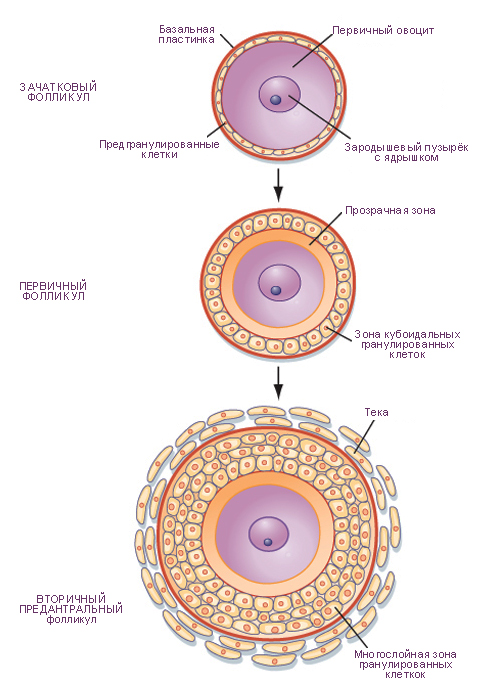 Базальная
пластинка
Первичный овоцит
ЗАЧАТКОВЫЙ
ФОЛЛИКУЛ
Предгранулированные
клетки
Зародышевый пузырёк
с ядрышком
Прозрачная зона
ПЕРВИЧНЫЙ
ФОЛЛИКУЛ
Зона кубоидальных
гранулированных
клеток
Тека
ВТОРИЧНЫЙ
ПРЕДАНТРАЛЬНЫЙ
фолликул
Многослойная зона
гранулированных
клеткок